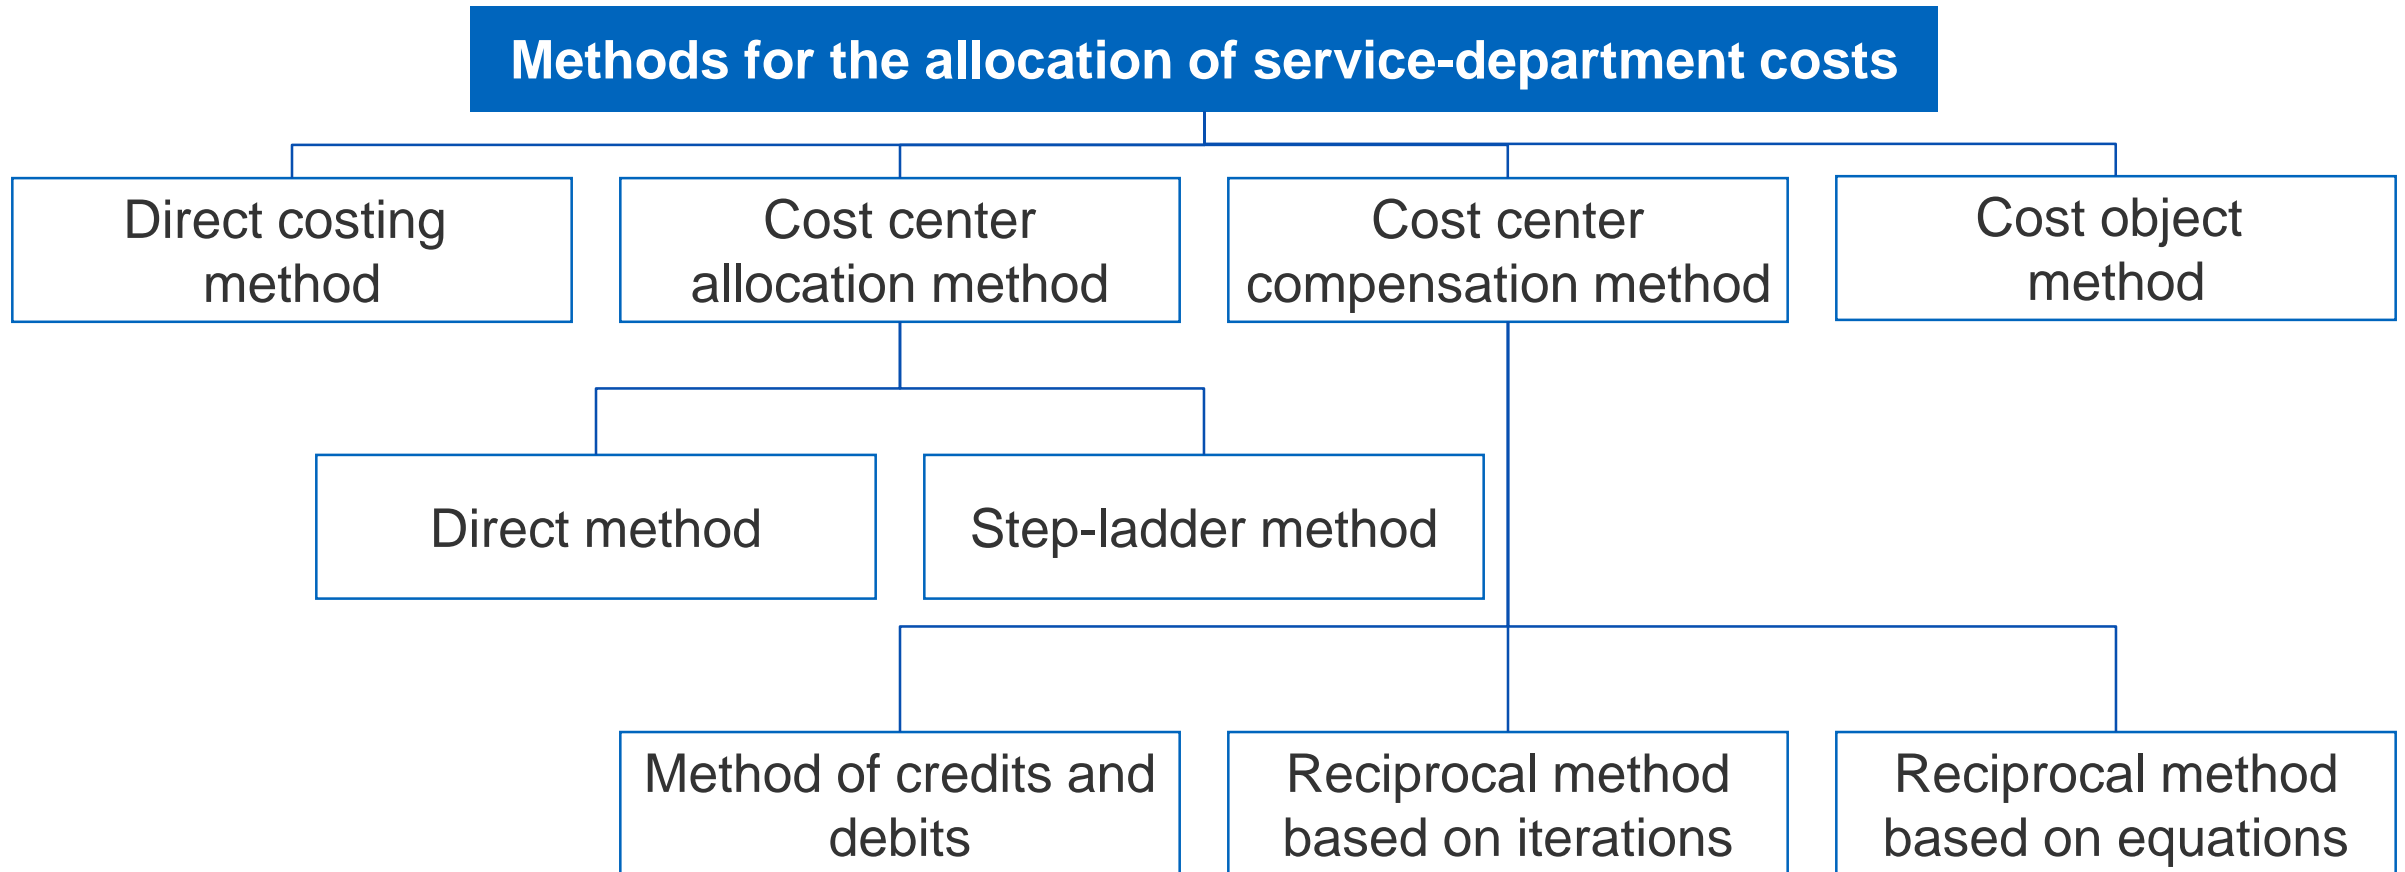 Methods for the allocation of service-department costs
Direct costing
method
Cost center
allocation method
Cost center
compensation method
Cost object
method
Direct method
Step-ladder method
Method of credits and
debits
Reciprocal method
based on iterations
Reciprocal method
based on equations